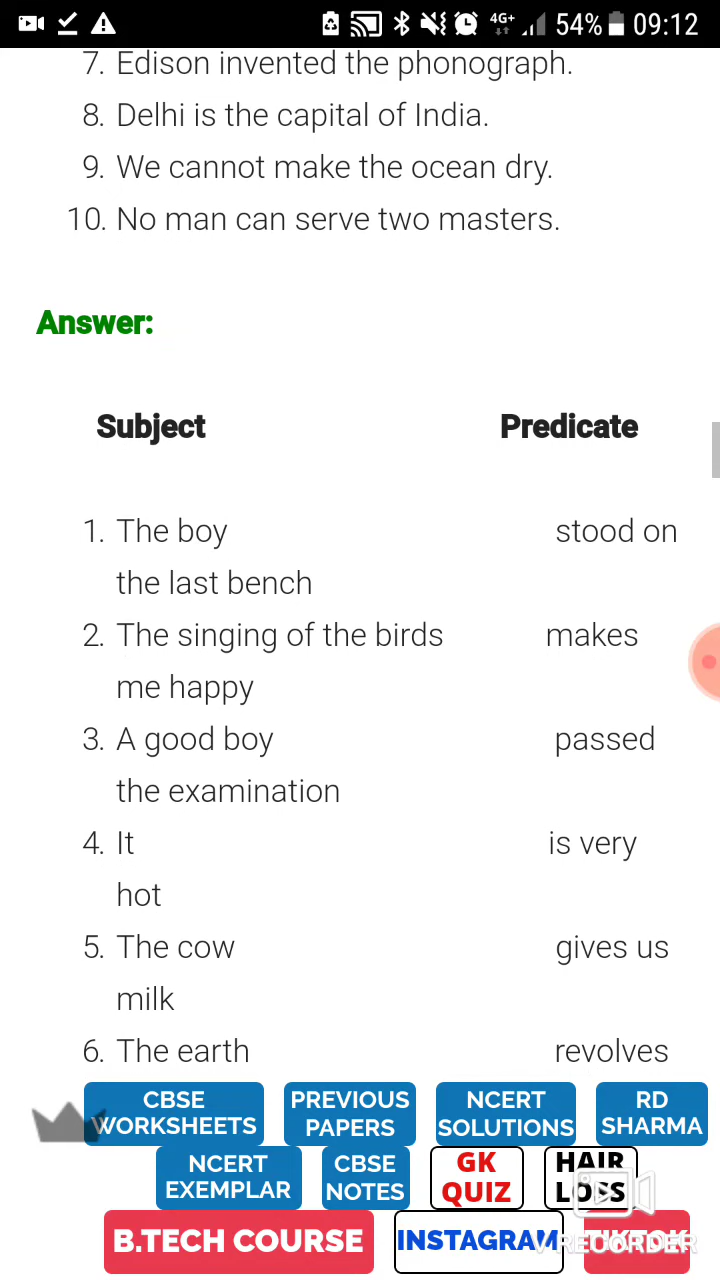 4G+ 54% 09:12
7. Edison invented the phonograph.
8. Delhi is the capital of India.
9. We cannot make the ocean dry.
10. No man can serve two masters.
Answer:
Subject Predicate
1. The boy stood on
the last bench
2. The singing of the birds makes
me happy
3. A good boy passed
the examination
4. It is very
hot
5. The cow gives us
milk
6. The earth revolves
CBSE WORKSHEETS
PREVIOUS PAPERS
NCERT SOLUTIONS
RD SHARMA
NCERT EXEMPLAR
CBSE NOTES
GK QUIZ
HAIR LOSS
B.TECH COURSE
INSTAGRAM
TIKTOK
V RECORDER